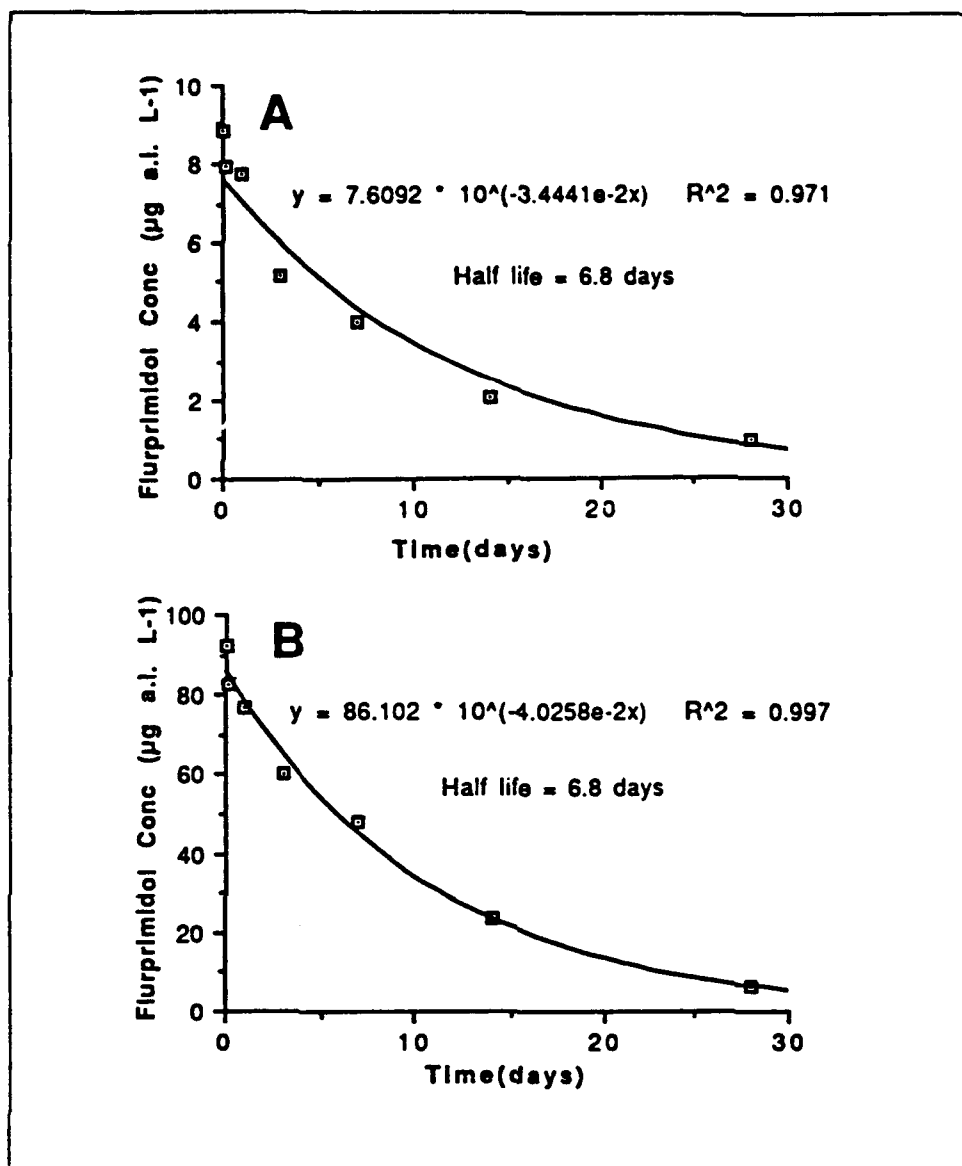 A
Flurprimidol Conc (µg a.i. L-1)
10
8
6
4
2
0
y = 7.6092 * 10^(-3.4441e-2x) R^2 = 0.971
Half life = 6.8 days
0 10 20 30
Time(days)
B
Flurprimidol Conc (µg a.i. L-1)
100
80
60
40
20
0
y = 86.102 * 10^(-4.0258e-2x) R^2 = 0.997
Half life = 6.8 days
0 10 20 30
Time(days)